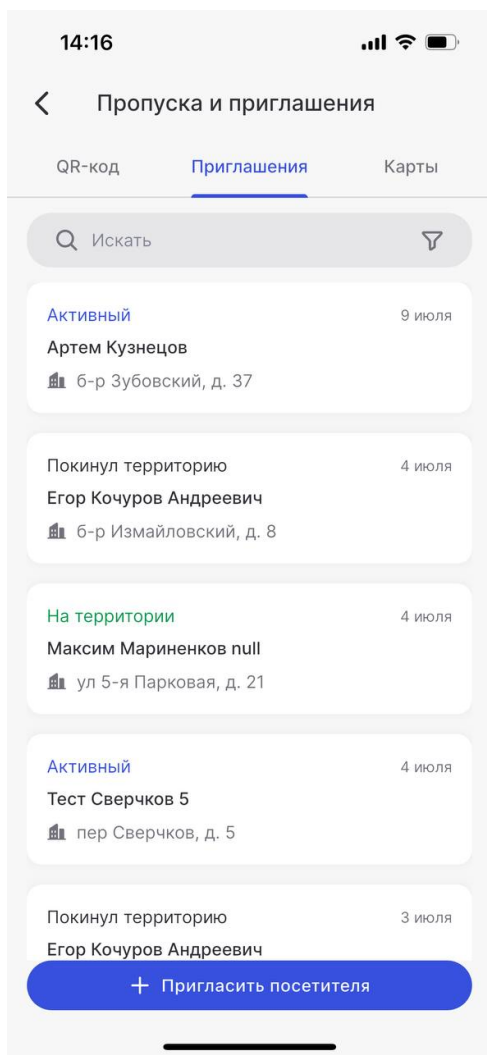 14:16
Пропуска и приглашения
QR-код Приглашения Карты
Искать
Активный 9 июля
Артем Кузнецов
б-р Зубовский, д. 37
Покинул территорию 4 июля
Егор Кочуров Андреевич
б-р Измайловский, д. 8
На территории 4 июля
Максим Мариненков null
ул 5-я Парковая, д. 21
Активный 4 июля
Тест Сверчков 5
пер Сверчков, д. 5
Покинул территорию 3 июля
Егор Кочуров Андреевич
+ Пригласить посетителя